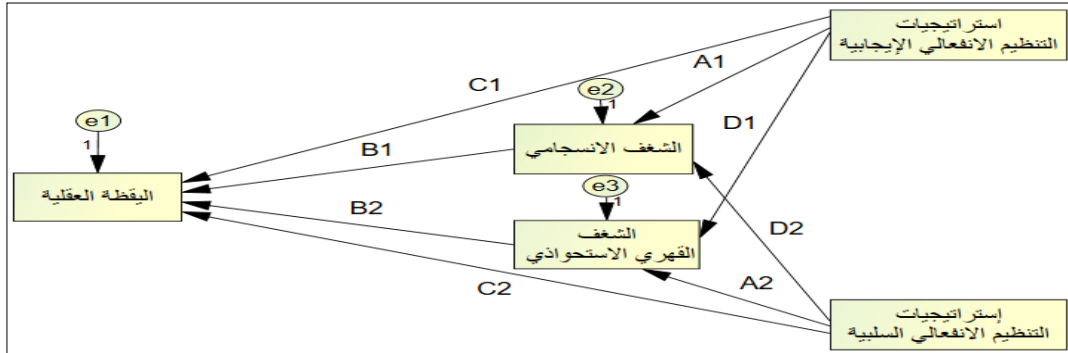 استراتيجيات
التنظيم الانفعالي الإيجابية
A1
C1
e2
1
D1
e1
1
B1
الشغف الانسجامي
اليقظة العقلية
e3
1
B2
الشغف
القهري الاستحواذي
D2
A2
C2
إستراتيجيات
التنظيم الانفعالي السلبية